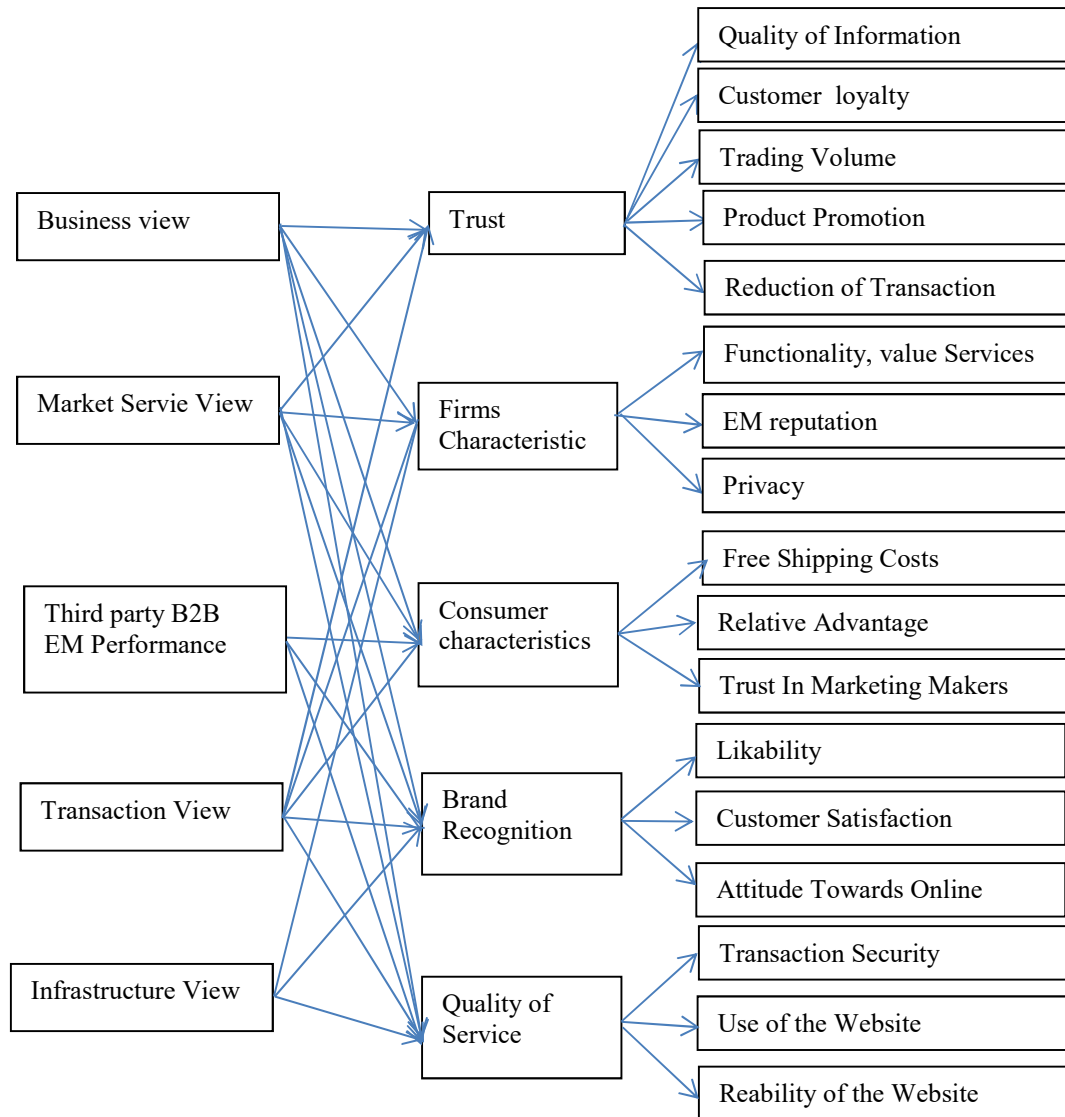 Business view
Market Servie View
Third party B2B
EM Performance
Transaction View
Infrastructure View
Trust
Firms
Characteristic
Consumer
characteristics
Brand
Recognition
Quality of
Service
Quality of Information
Customer loyalty
Trading Volume
Product Promotion
Reduction of Transaction
Functionality, value Services
EM reputation
Privacy
Free Shipping Costs
Relative Advantage
Trust In Marketing Makers
Likability
Customer Satisfaction
Attitude Towards Online
Transaction Security
Use of the Website
Reability of the Website